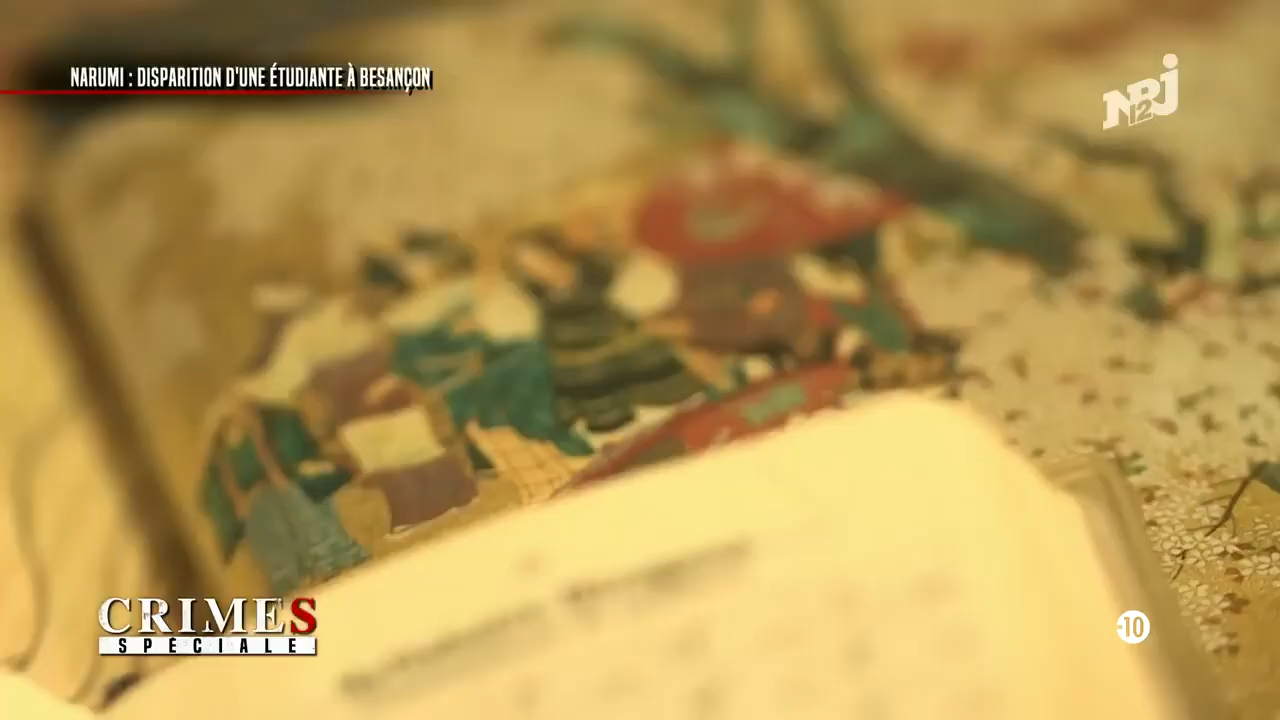 NARUMI : DISPARITION D'UNE ÉTUDIANTE À BESANÇON
NRJ
12
CRIMES
SPÉCIALE
-10